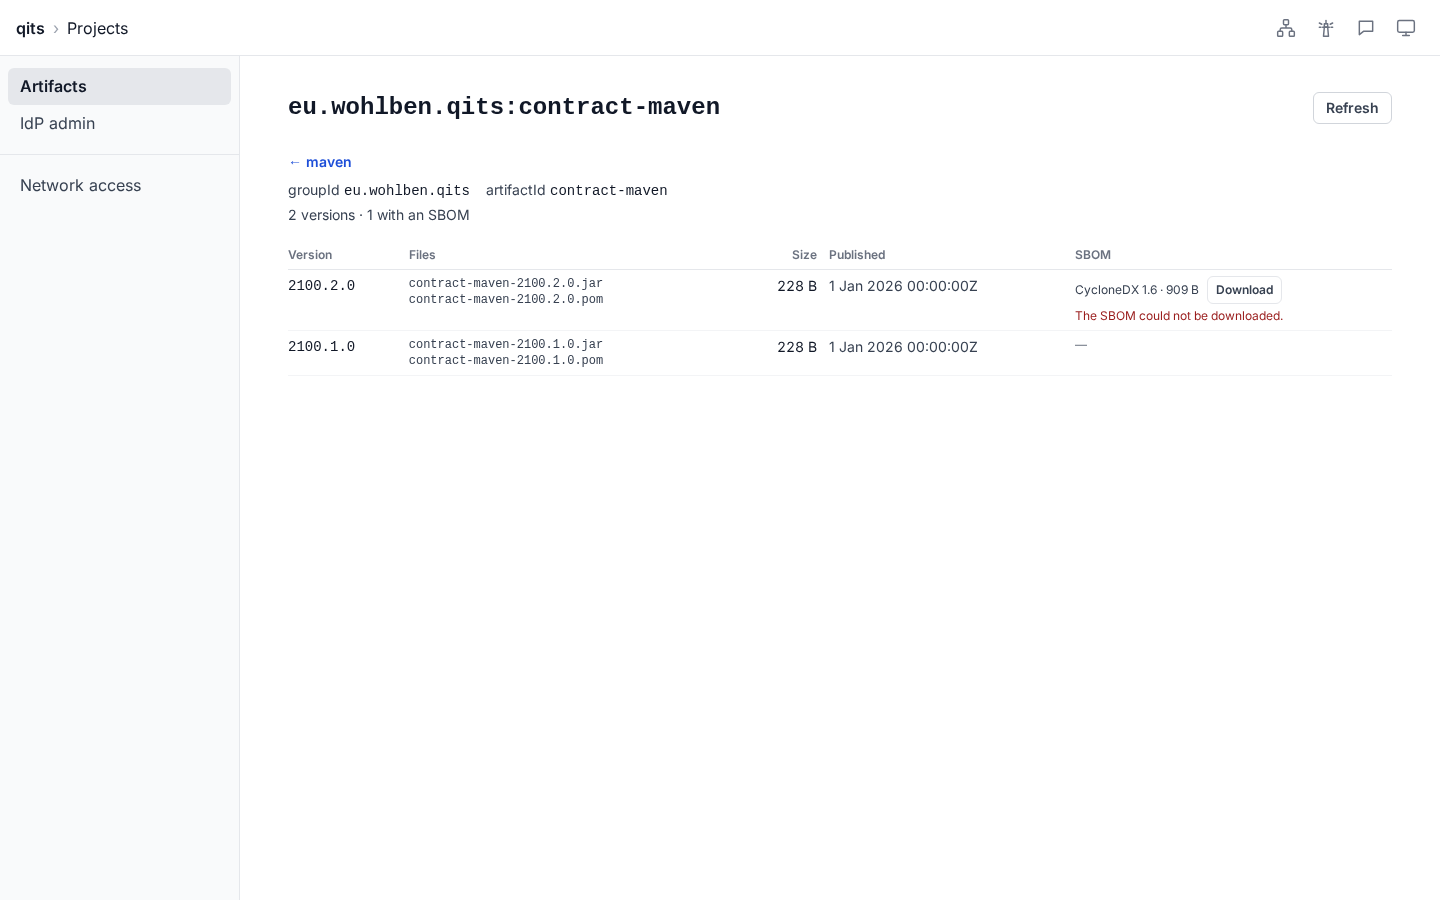 qits › Projects
Artifacts
IdP admin
Network access
eu.wohlben.qits:contract-maven
Refresh
← maven
groupId eu.wohlben.qits artifactId contract-maven
2 versions · 1 with an SBOM
Version Files Size Published SBOM
2100.2.0 contract-maven-2100.2.0.jar 228 B 1 Jan 2026 00:00:00Z CycloneDX 1.6 · 909 B Download
contract-maven-2100.2.0.pom
The SBOM could not be downloaded.
2100.1.0 contract-maven-2100.1.0.jar 228 B 1 Jan 2026 00:00:00Z —
contract-maven-2100.1.0.pom